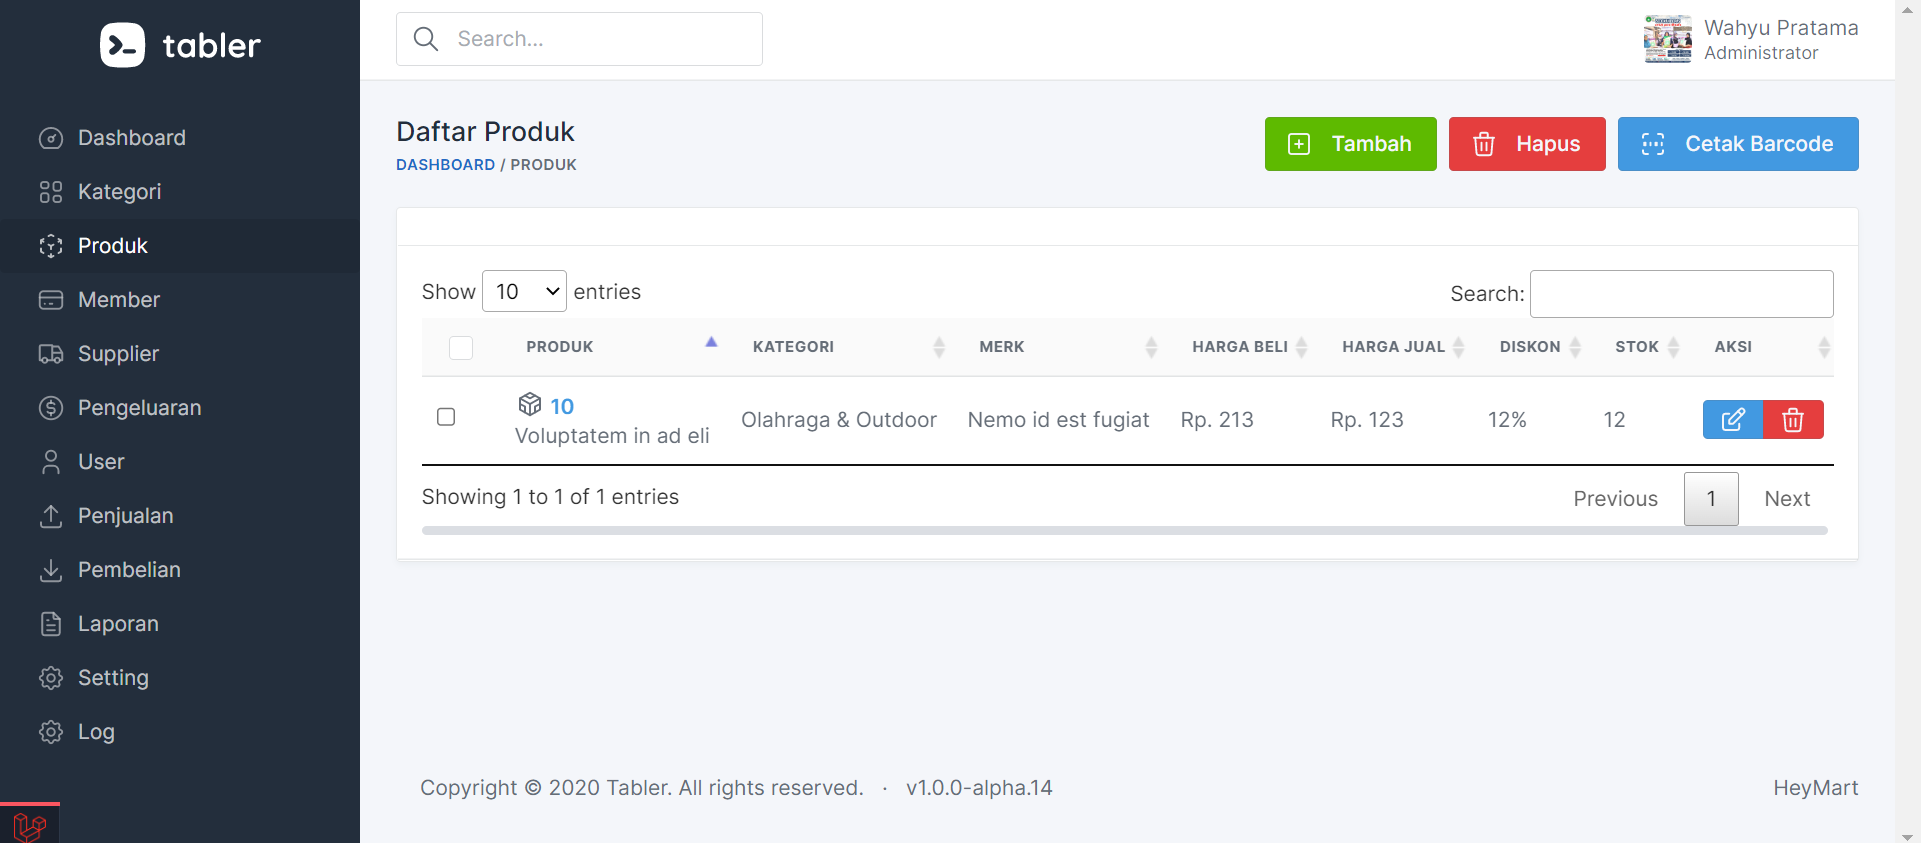 tabler
Search...
Wahyu Pratama
Administrator
Dashboard
Kategori
Produk
Member
Supplier
Pengeluaran
User
Penjualan
Pembelian
Laporan
Setting
Log
Daftar Produk
DASHBOARD / PRODUK
Tambah
Hapus
Cetak Barcode
Show 10 entries
Search:
PRODUK KATEGORI MERK HARGA BELI HARGA JUAL DISKON STOK AKSI
10
Voluptatem in ad eli
Olahraga & Outdoor Nemo id est fugiat Rp. 213 Rp. 123 12% 12
Showing 1 to 1 of 1 entries
Previous 1 Next
Copyright © 2020 Tabler. All rights reserved. · v1.0.0-alpha.14
HeyMart